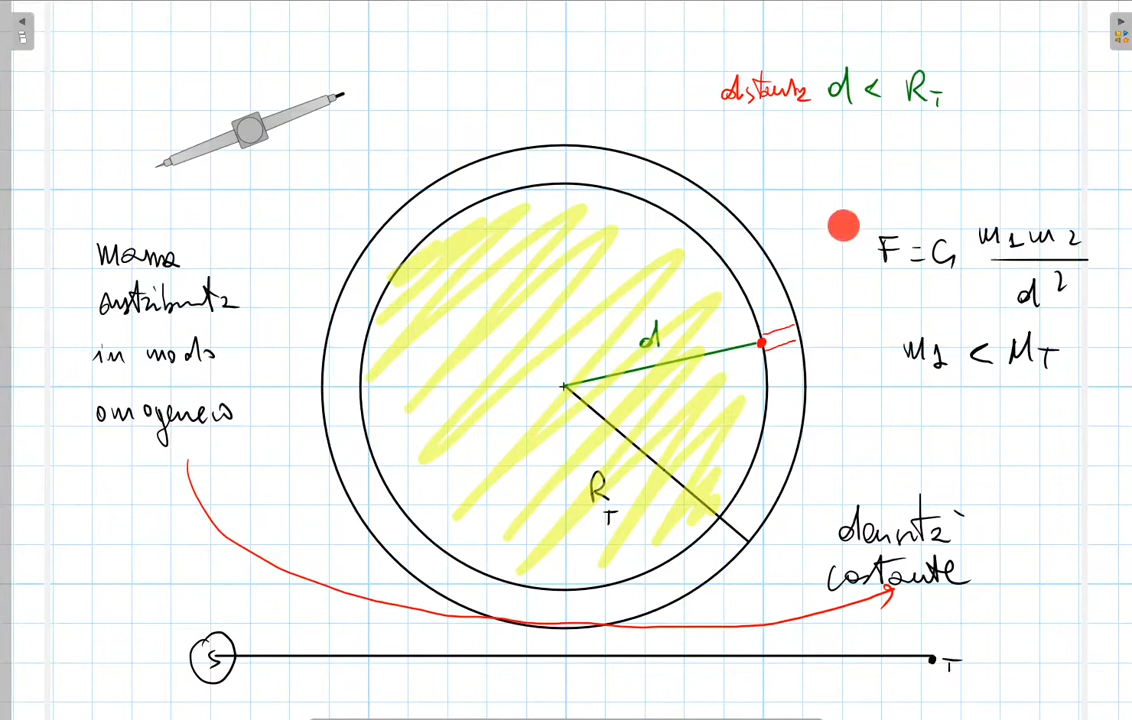 distanza d < R_T
F = G m_1 m_2 / d^2
massa
distribuita
in modo
omogeneo
d
m_1 < M_T
R_T
densità
costante
S
T